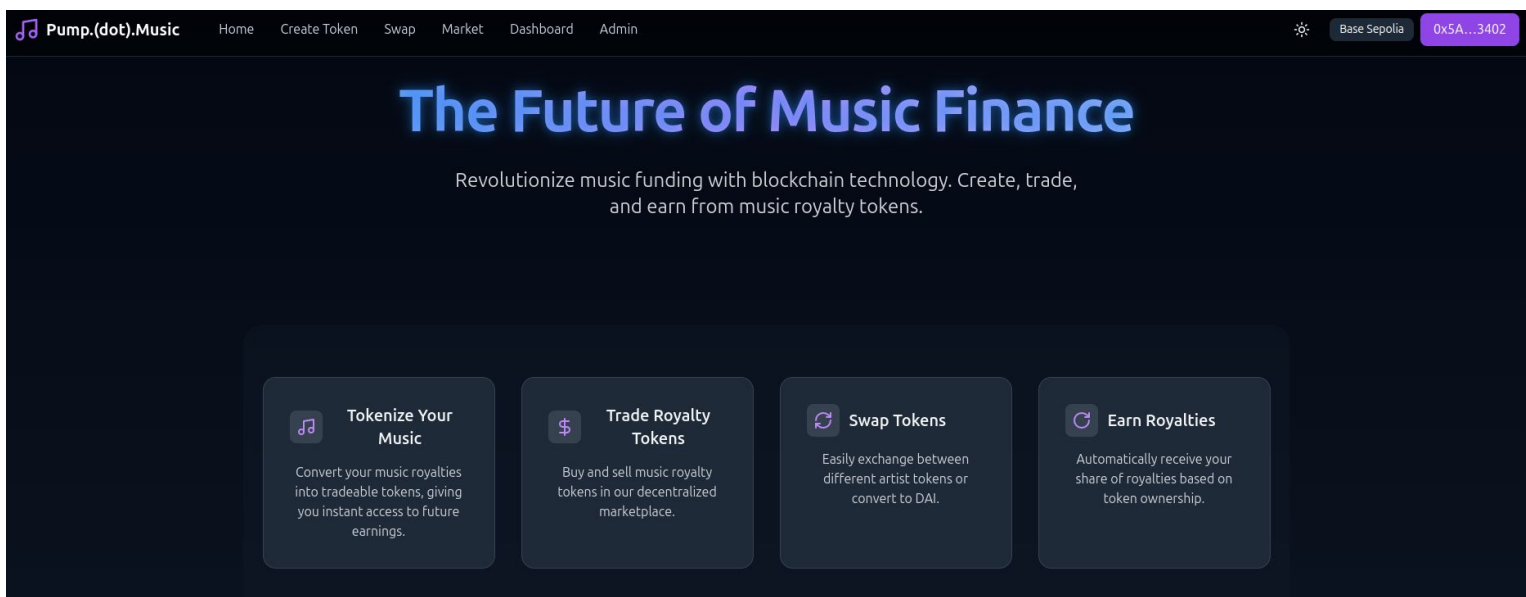 Pump.(dot).Music
Home
Create Token
Swap
Market
Dashboard
Admin
Base Sepolia
0x5A...3402
The Future of Music Finance
Revolutionize music funding with blockchain technology. Create, trade,
and earn from music royalty tokens.
Tokenize Your
Music
Convert your music royalties
into tradeable tokens, giving
you instant access to future
earnings.
Trade Royalty
Tokens
Buy and sell music royalty
tokens in our decentralized
marketplace.
Swap Tokens
Easily exchange between
different artist tokens or
convert to DAI.
Earn Royalties
Automatically receive your
share of royalties based on
token ownership.